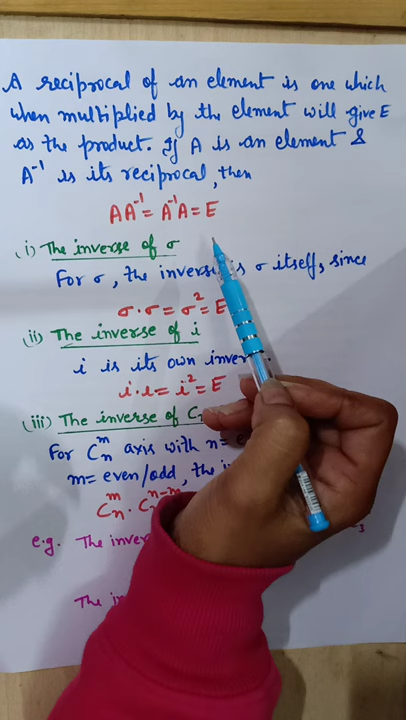 A reciprocal of an element is one which
when multiplied by the element will give E
as the product. If A is an element &
A⁻¹ is its reciprocal, then
AA⁻¹ = A⁻¹A = E
(i) The inverse of σ
For σ, the inverse is σ itself, since
σ·σ = σ² = E
(ii) The inverse of i
i is its own
i·i = i² = E
(iii) The inverse of
For Cₙᵐ axis with n =
m = even/odd, the
Cₙᵐ · Cₙⁿ⁻ᵐ
e.g. The
The